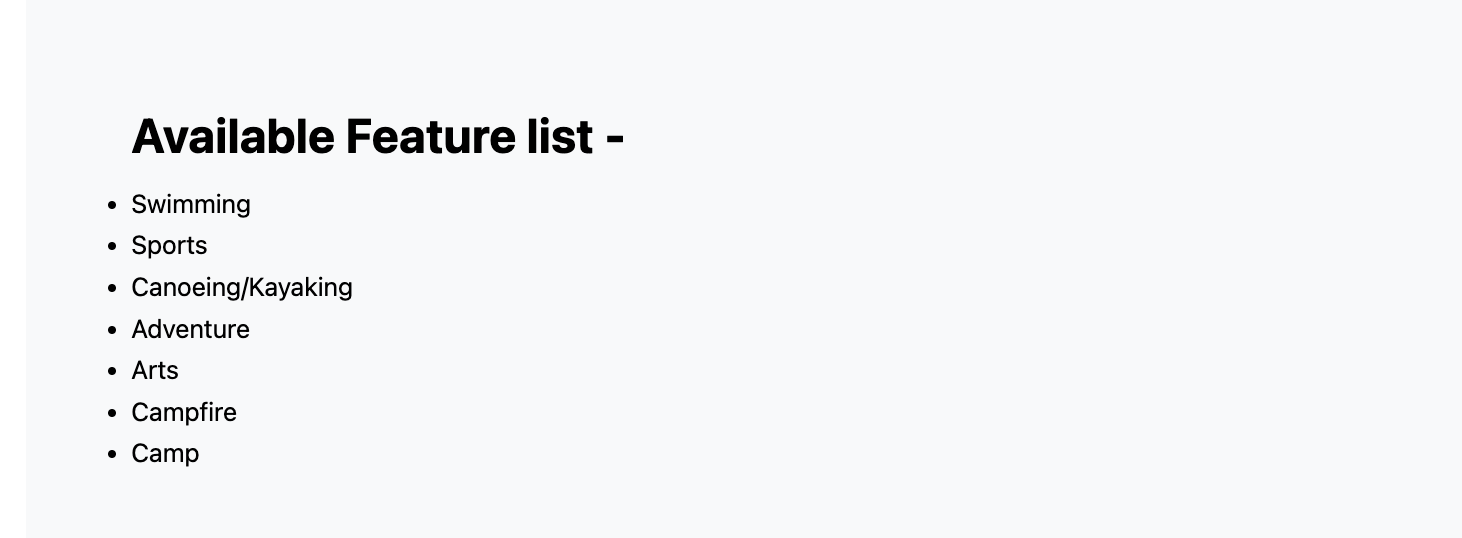 Available Feature list -
• Swimming
• Sports
• Canoeing/Kayaking
• Adventure
• Arts
• Campfire
• Camp